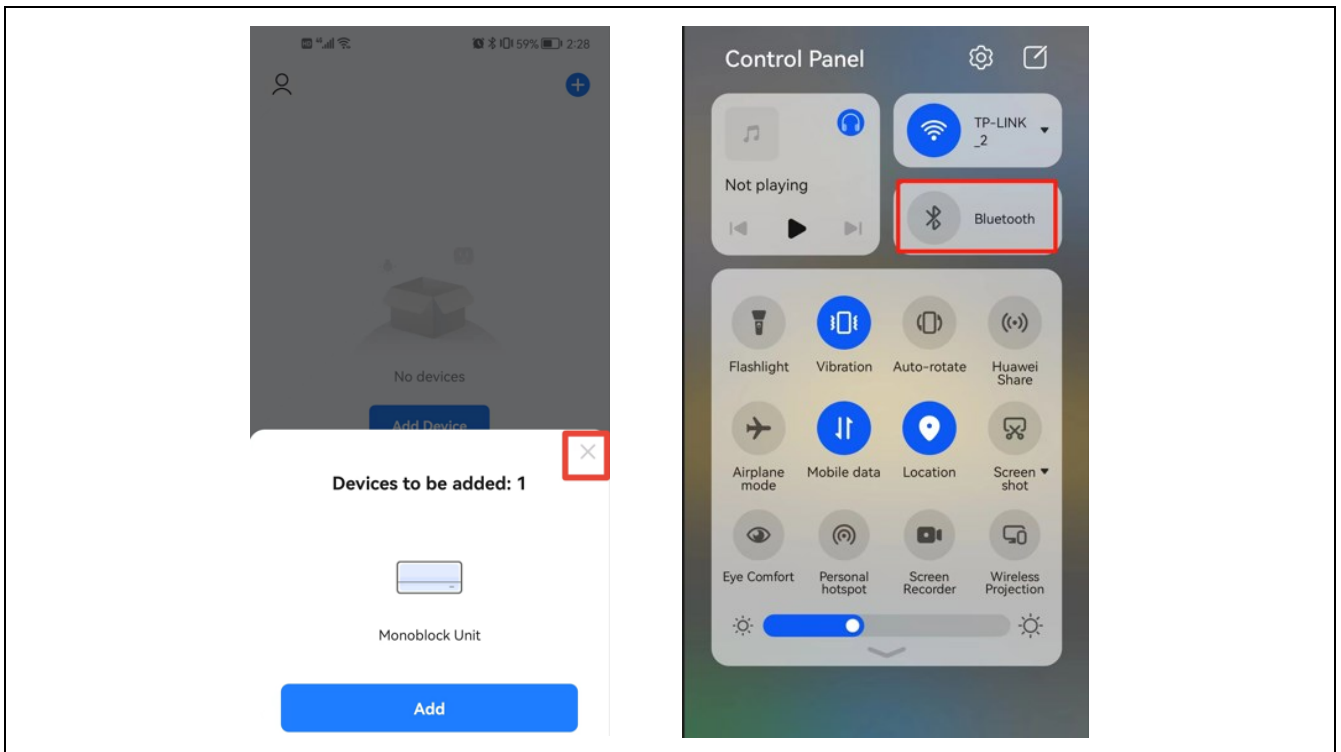 HD 4G 59% 2:28
No devices
Add Device
Devices to be added: 1
Monoblock Unit
Add
Control Panel
TP-LINK
_2
Not playing
Bluetooth
Flashlight Vibration Auto-rotate Huawei
Share
Airplane
mode Mobile data Location Screen
shot
Eye Comfort Personal
hotspot Screen
Recorder Wireless
Projection